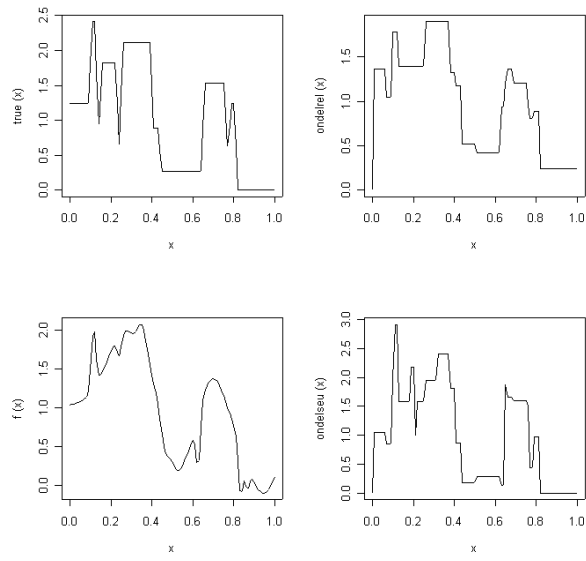 true (x)
0.0 0.5 1.0 1.5 2.0 2.5
0.0 0.2 0.4 0.6 0.8 1.0
x
ondelrel (x)
0.0 0.5 1.0 1.5
0.0 0.2 0.4 0.6 0.8 1.0
x
f (x)
0.0 0.5 1.0 1.5 2.0
0.0 0.2 0.4 0.6 0.8 1.0
x
ondelseu (x)
0.0 0.5 1.0 1.5 2.0 2.5 3.0
0.0 0.2 0.4 0.6 0.8 1.0
x